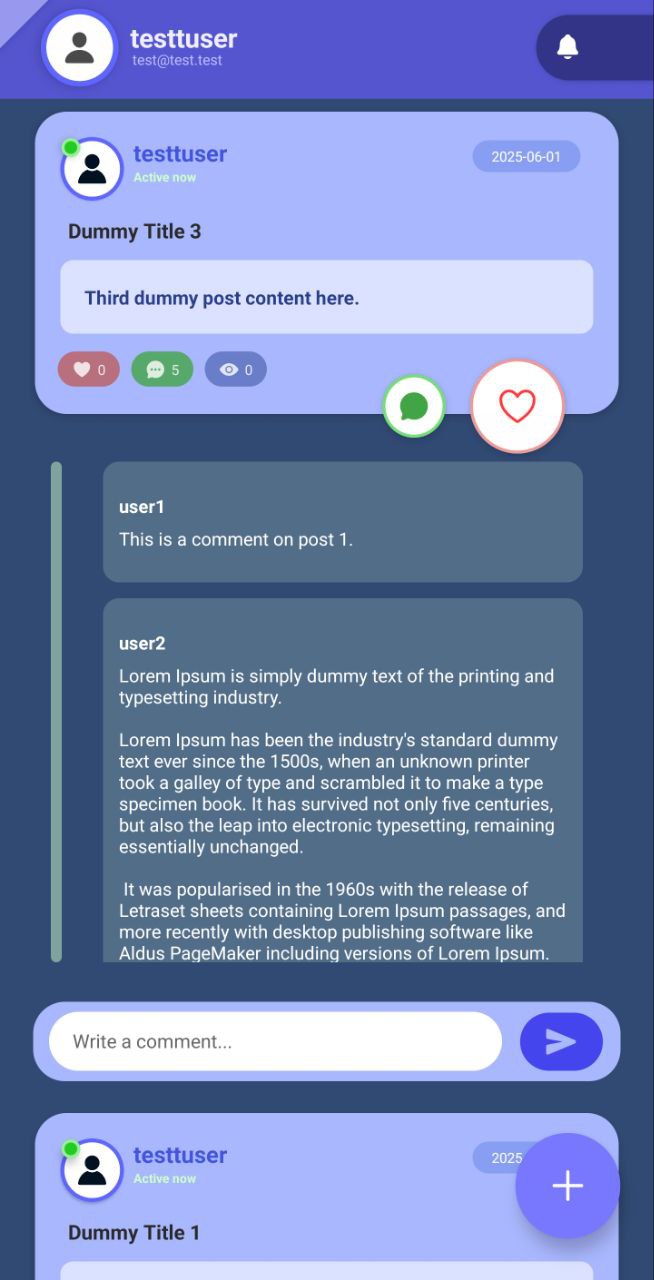 testtuser
test@test.test
testtuser
Active now
2025-06-01
Dummy Title 3
Third dummy post content here.
0
5
0
user1
This is a comment on post 1.
user2
Lorem Ipsum is simply dummy text of the printing and
typesetting industry.
Lorem Ipsum has been the industry's standard dummy
text ever since the 1500s, when an unknown printer
took a galley of type and scrambled it to make a type
specimen book. It has survived not only five centuries,
but also the leap into electronic typesetting, remaining
essentially unchanged.
It was popularised in the 1960s with the release of
Letraset sheets containing Lorem Ipsum passages, and
more recently with desktop publishing software like
Aldus PageMaker including versions of Lorem Ipsum.
Write a comment...
testtuser
Active now
2025
Dummy Title 1